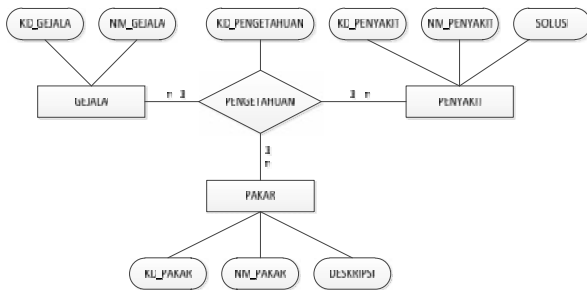 KD_GEJALA
NM_GEJALA
KD_PENGETAHUAN
KD_PENYAKIT
NM_PENYAKIT
SOLUSI
GEJALA
PENGETAHUAN
PENYAKIT
PAKAR
KD_PAKAR
NM_PAKAR
DESKRIPSI